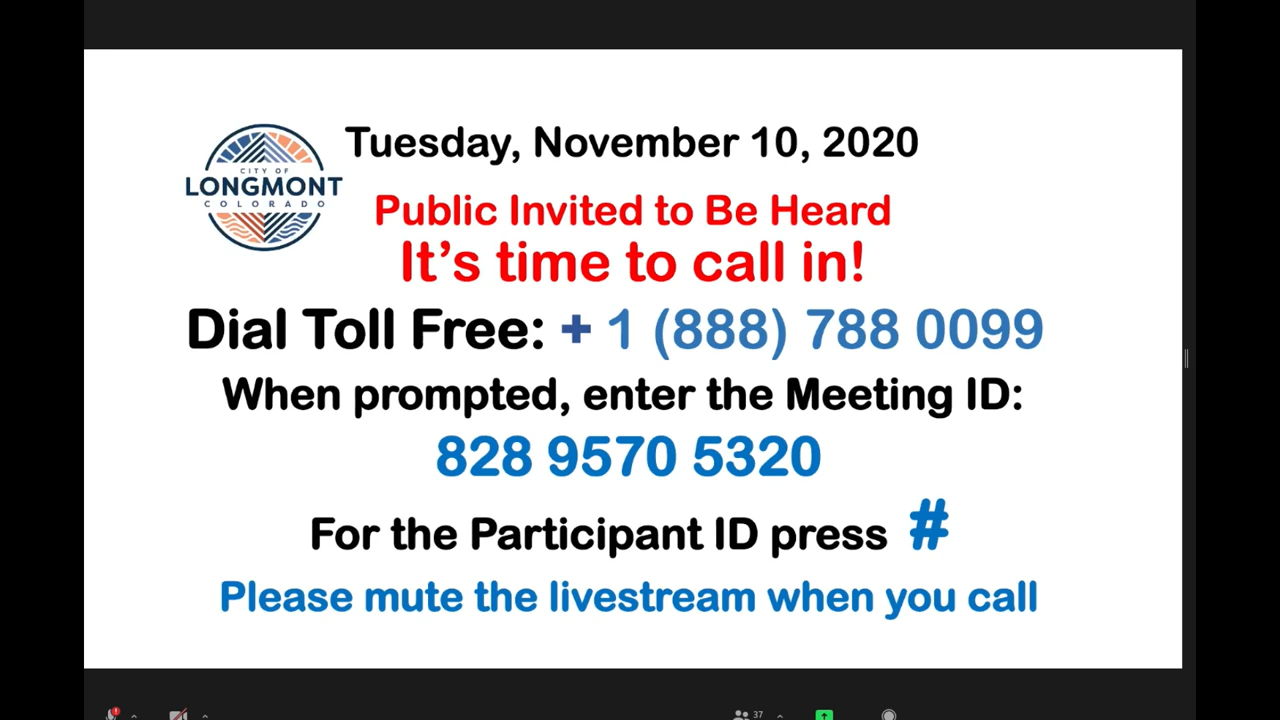 Tuesday, November 10, 2020
CITY OF
LONGMONT
COLORADO
Public Invited to Be Heard
It's time to call in!
Dial Toll Free: + 1 (888) 788 0099
When prompted, enter the Meeting ID:
828 9570 5320
For the Participant ID press #
Please mute the livestream when you call
37